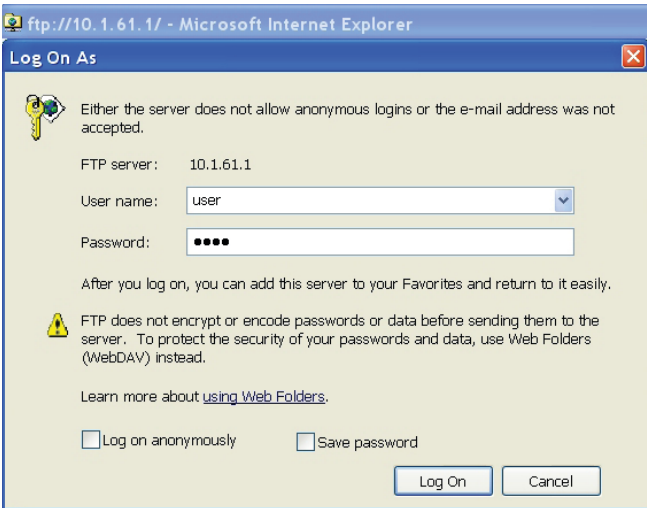 ftp://10.1.61.1/ - Microsoft Internet Explorer
Log On As
Either the server does not allow anonymous logins or the e-mail address was not
accepted.
FTP server: 10.1.61.1
User name: user
Password: ●●●●
After you log on, you can add this server to your Favorites and return to it easily.
FTP does not encrypt or encode passwords or data before sending them to the
server. To protect the security of your passwords and data, use Web Folders
(WebDAV) instead.
Learn more about using Web Folders.
Log on anonymously Save password
Log On Cancel